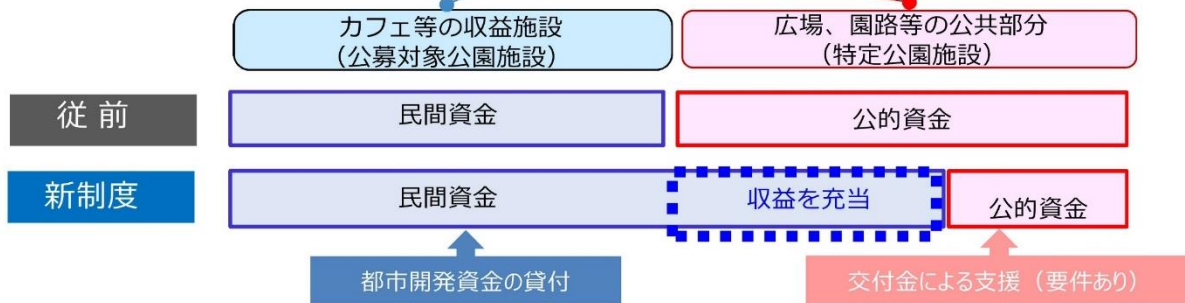 カフェ等の収益施設
(公募対象公園施設)
広場、園路等の公共部分
(特定公園施設)
従 前
民間資金
公的資金
新制度
民間資金
収益を充当
公的資金
都市開発資金の貸付
交付金による支援（要件あり）